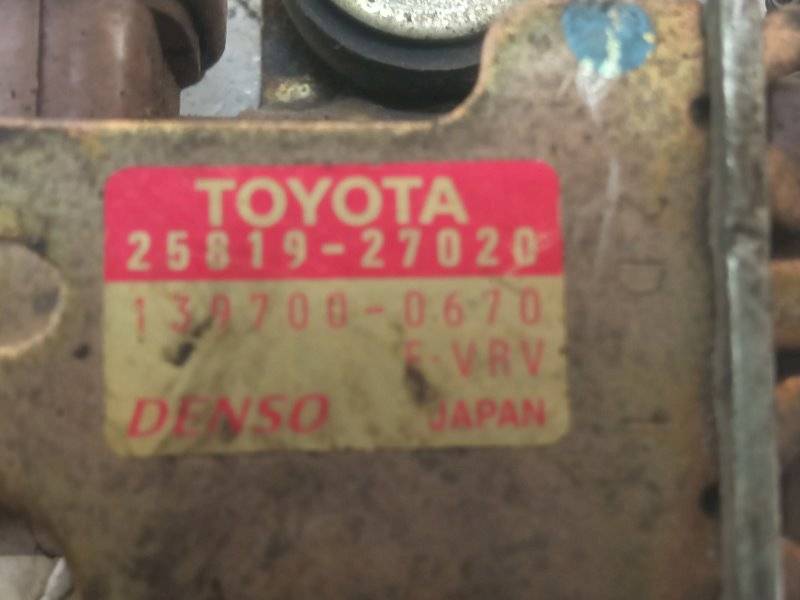 TOYOTA
25819-27020
139700-0670
E·VRV
DENSO JAPAN